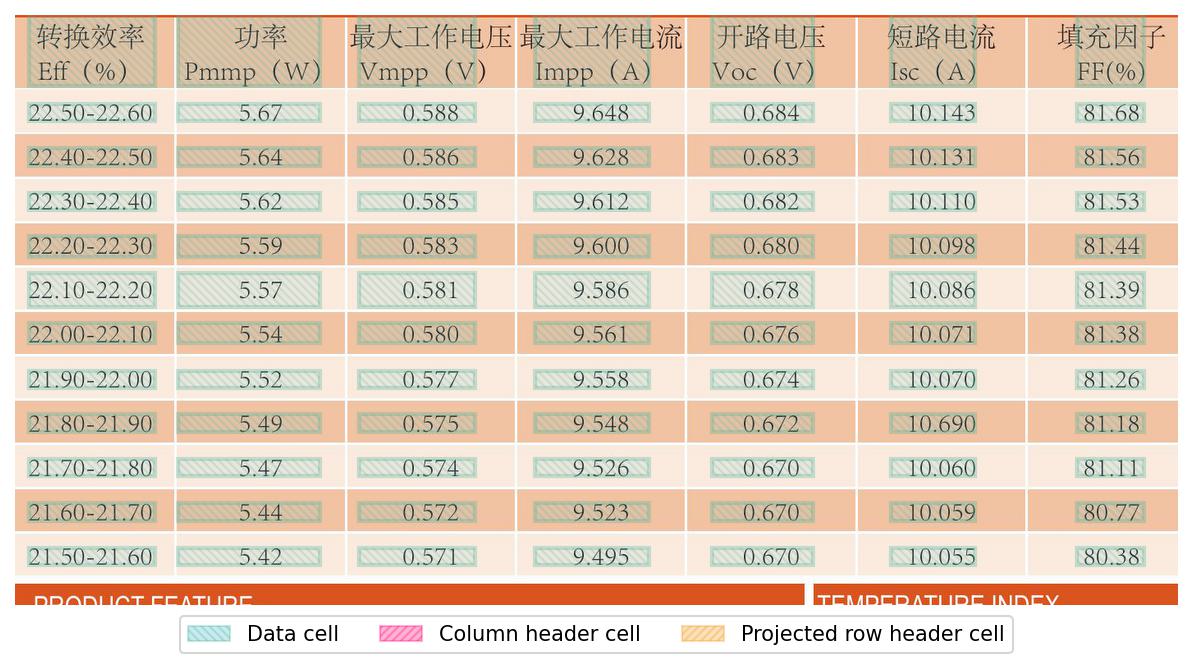 转换效率 功率 最大工作电压 最大工作电流 开路电压 短路电流 填充因子
Eff（%） Pmmp（W） Vmpp（V） Impp（A） Voc（V） Isc（A） FF(%)
22.50-22.60 5.67 0.588 9.648 0.684 10.143 81.68
22.40-22.50 5.64 0.586 9.628 0.683 10.131 81.56
22.30-22.40 5.62 0.585 9.612 0.682 10.110 81.53
22.20-22.30 5.59 0.583 9.600 0.680 10.098 81.44
22.10-22.20 5.57 0.581 9.586 0.678 10.086 81.39
22.00-22.10 5.54 0.580 9.561 0.676 10.071 81.38
21.90-22.00 5.52 0.577 9.558 0.674 10.070 81.26
21.80-21.90 5.49 0.575 9.548 0.672 10.690 81.18
21.70-21.80 5.47 0.574 9.526 0.670 10.060 81.11
21.60-21.70 5.44 0.572 9.523 0.670 10.059 80.77
21.50-21.60 5.42 0.571 9.495 0.670 10.055 80.38
PRODUCT FEATURE TEMPERATURE INDEX
Data cell Column header cell Projected row header cell